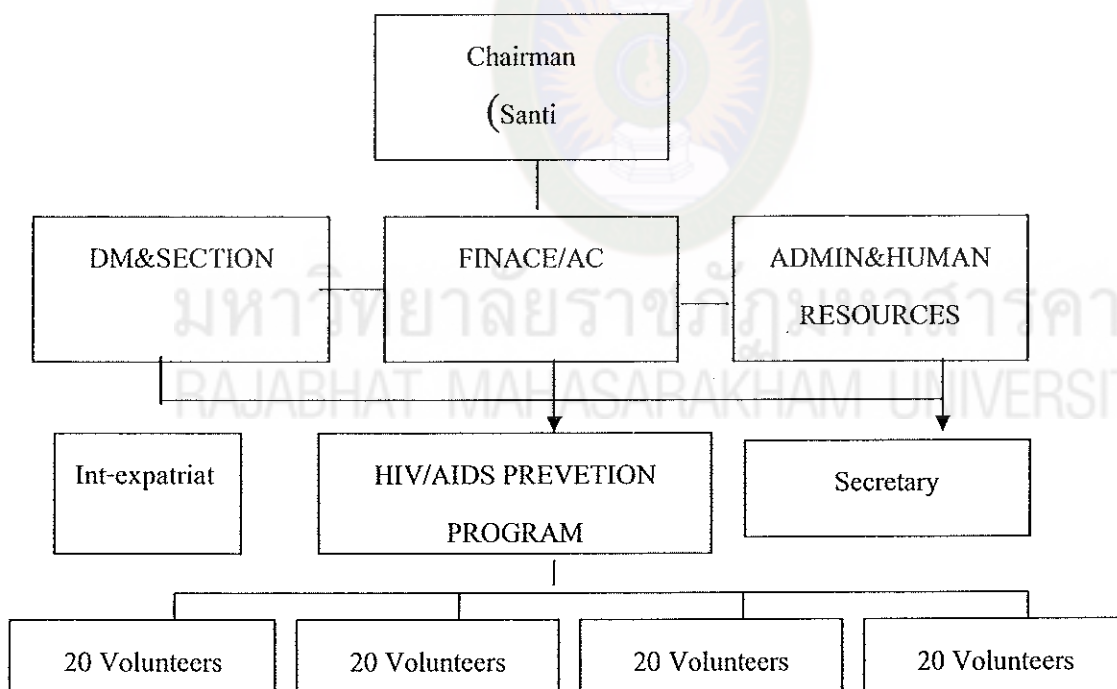 Chairman
(Santi
DM&SECTION
FINACE/AC
ADMIN&HUMAN
RESOURCES
มหาวิทยาลัยราชภัฏมหาสารคา
RAJABHAT MAHASARAKHAM UNIVERSIT
Int-expatriat
HIV/AIDS PREVETION
PROGRAM
Secretary
20 Volunteers
20 Volunteers
20 Volunteers
20 Volunteers